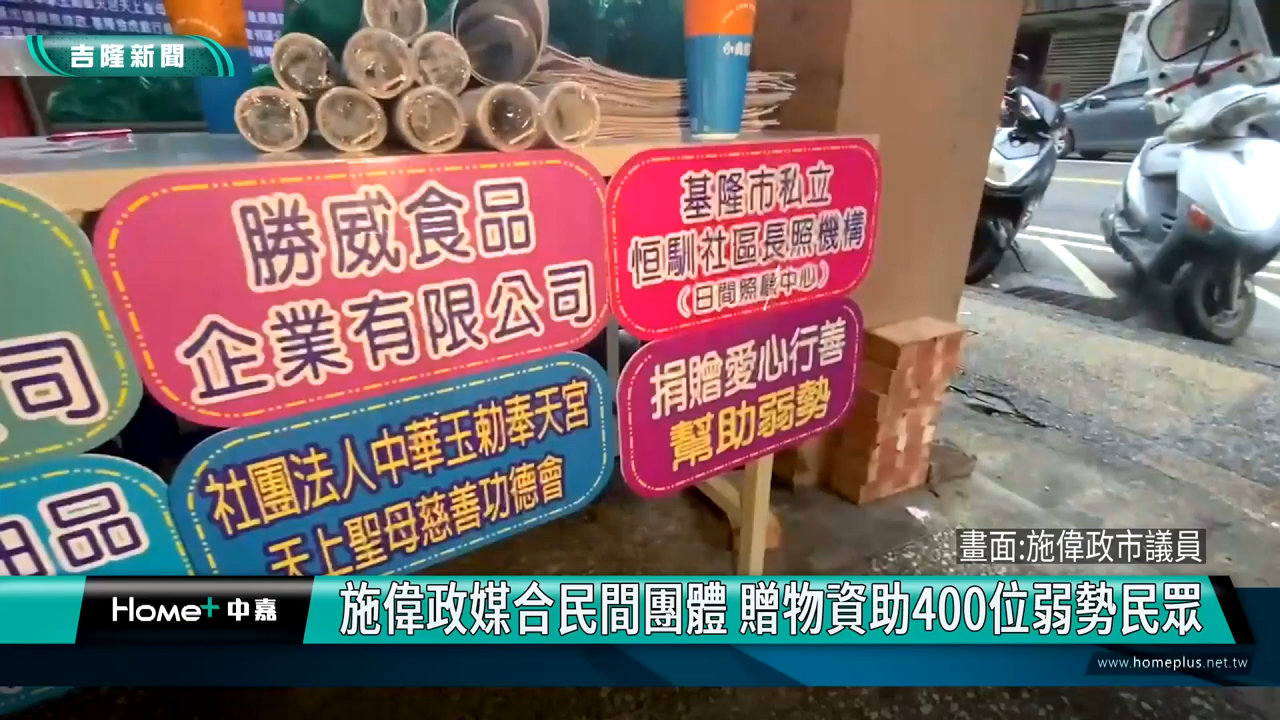 吉隆新聞
小貞
勝威食品
企業有限公司
基隆市私立
恒馴社區長照機構
(日間照顧中心)
捐贈愛心行善
幫助弱勢
社團法人中華玉勅奉天宮
天上聖母慈善功德會
司
用品
畫面:施偉政市議員
Home+中嘉
施偉政媒合民間團體 贈物資助400位弱勢民眾
www.homeplus.net.tw